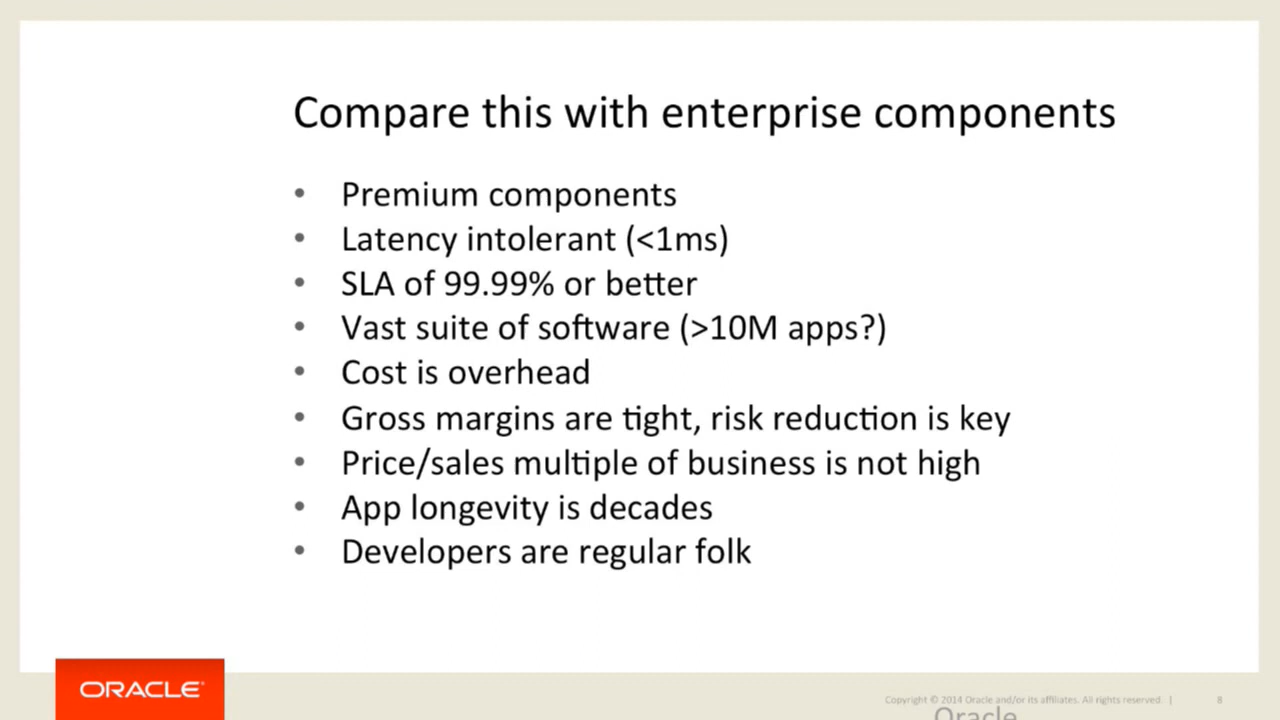 Compare this with enterprise components
• Premium components
• Latency intolerant (<1ms)
• SLA of 99.99% or better
• Vast suite of software (>10M apps?)
• Cost is overhead
• Gross margins are tight, risk reduction is key
• Price/sales multiple of business is not high
• App longevity is decades
• Developers are regular folk
ORACLE
Copyright © 2014 Oracle and/or its affiliates. All rights reserved. |
8
Oracle